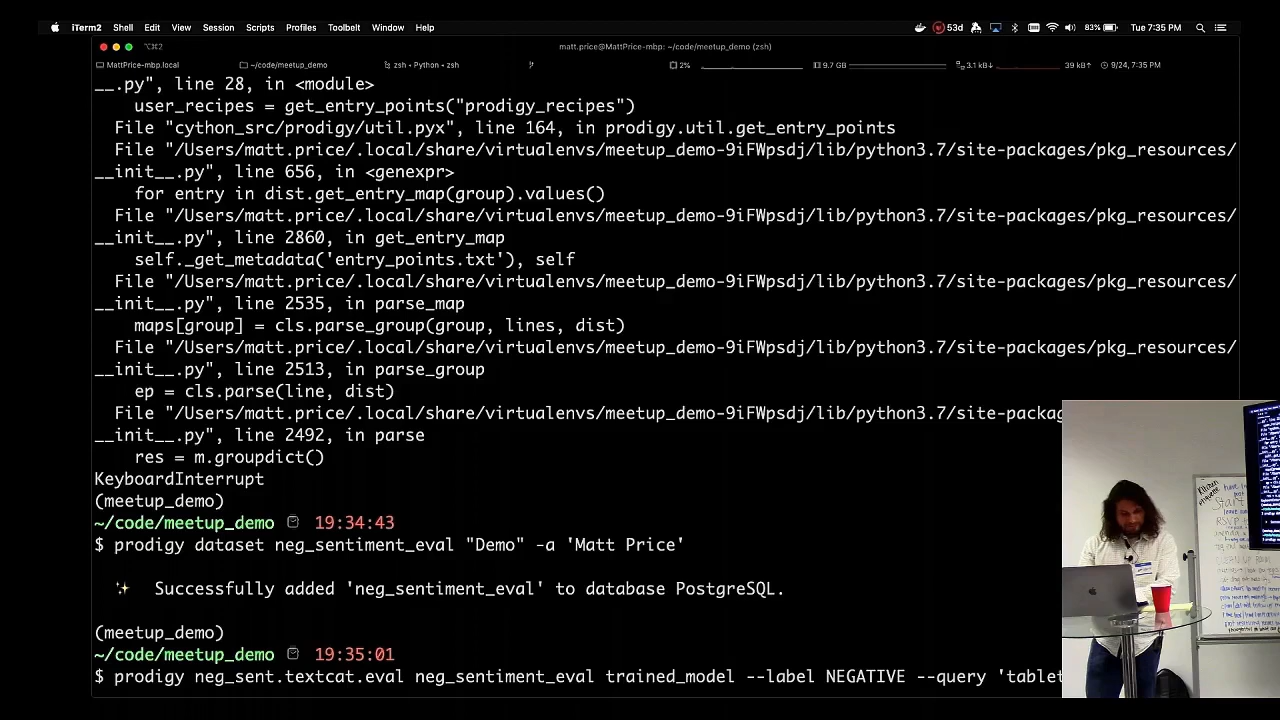 iTerm2 Shell Edit View Session Scripts Profiles Toolbelt Window Help 53d 83% Tue 7:35 PM
⌥⌘2 matt.price@MattPrice-mbp: ~/code/meetup_demo (zsh)
MattPrice-mbp.local ~/code/meetup_demo zsh • Python • zsh 2% 9.7 GB 3.1 kB↓ 39 kB↑ 9/24, 7:35 PM
__.py", line 28, in <module>
user_recipes = get_entry_points("prodigy_recipes")
File "cython_src/prodigy/util.pyx", line 164, in prodigy.util.get_entry_points
File "/Users/matt.price/.local/share/virtualenvs/meetup_demo-9iFWpsdj/lib/python3.7/site-packages/pkg_resources/
__init__.py", line 656, in <genexpr>
for entry in dist.get_entry_map(group).values()
File "/Users/matt.price/.local/share/virtualenvs/meetup_demo-9iFWpsdj/lib/python3.7/site-packages/pkg_resources/
__init__.py", line 2860, in get_entry_map
self._get_metadata('entry_points.txt'), self
File "/Users/matt.price/.local/share/virtualenvs/meetup_demo-9iFWpsdj/lib/python3.7/site-packages/pkg_resources/
__init__.py", line 2535, in parse_map
maps[group] = cls.parse_group(group, lines, dist)
File "/Users/matt.price/.local/share/virtualenvs/meetup_demo-9iFWpsdj/lib/python3.7/site-packages/pkg_resources/
__init__.py", line 2513, in parse_group
ep = cls.parse(line, dist)
File "/Users/matt.price/.local/share/virtualenvs/meetup_demo-9iFWpsdj/lib/python3.7/site-packag
__init__.py", line 2492, in parse
res = m.groupdict()
KeyboardInterrupt
(meetup_demo)
~/code/meetup_demo 19:34:43
$ prodigy dataset neg_sentiment_eval "Demo" -a 'Matt Price'
✨ Successfully added 'neg_sentiment_eval' to database PostgreSQL.
(meetup_demo)
~/code/meetup_demo 19:35:01
$ prodigy neg_sent.textcat.eval neg_sentiment_eval trained_model --label NEGATIVE --query 'tablet